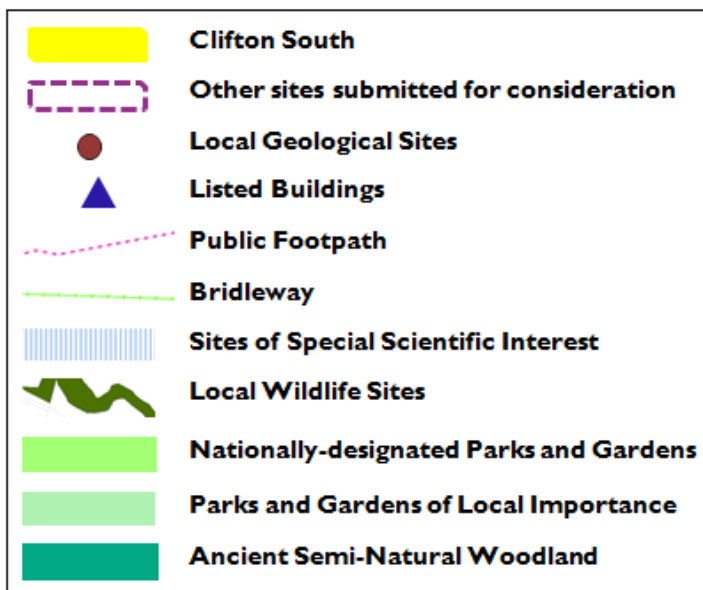 Clifton South
Other sites submitted for consideration
Local Geological Sites
Listed Buildings
Public Footpath
Bridleway
Sites of Special Scientific Interest
Local Wildlife Sites
Nationally-designated Parks and Gardens
Parks and Gardens of Local Importance
Ancient Semi-Natural Woodland